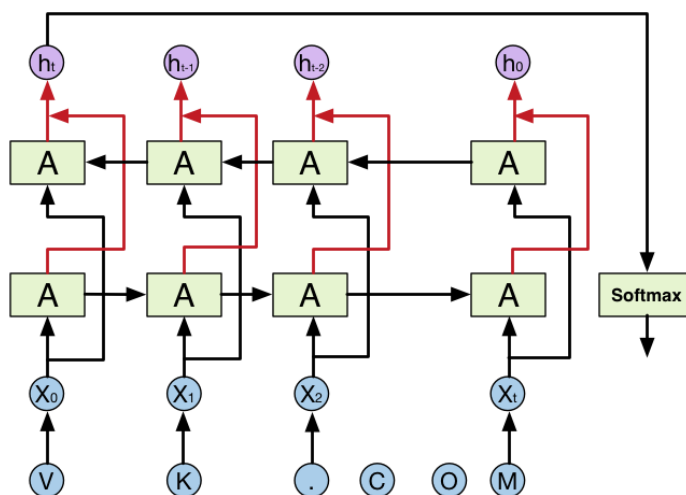 ht ht-1 ht-2 h0
A A A A
A A A A Softmax
X0 X1 X2 Xt
V K . C O M